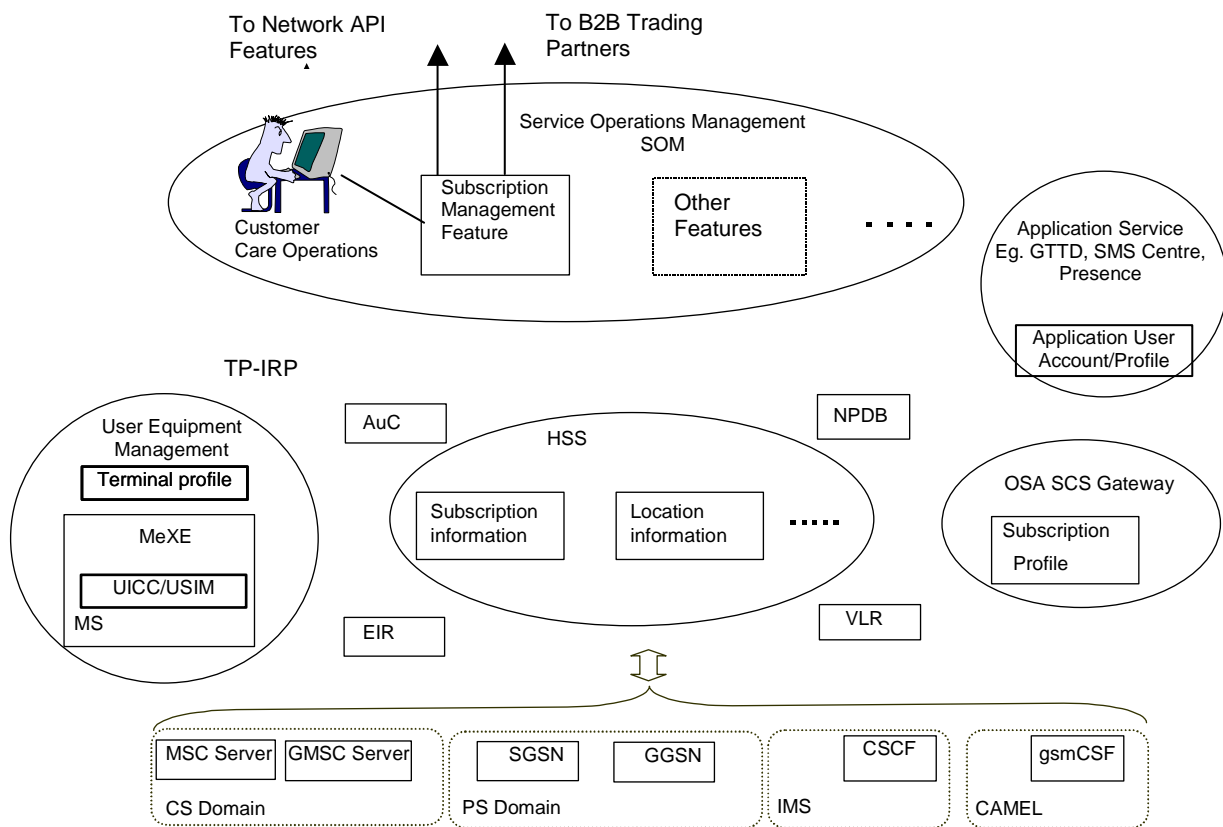 To Network API
Features
To B2B Trading
Partners
Service Operations Management
SOM
Subscription
Management
Feature
Other
Features
Customer
Care Operations
Application Service
Eg. GTTD, SMS Centre,
Presence
Application User
Account/Profile
TP-IRP
User Equipment
Management
Terminal profile
MeXE
UICC/USIM
MS
AuC
HSS
NPDB
Subscription
information
Location
information
EIR
VLR
OSA SCS Gateway
Subscription
Profile
MSC Server
GMSC Server
CS Domain
SGSN
GGSN
PS Domain
CSCF
IMS
gsmCSF
CAMEL